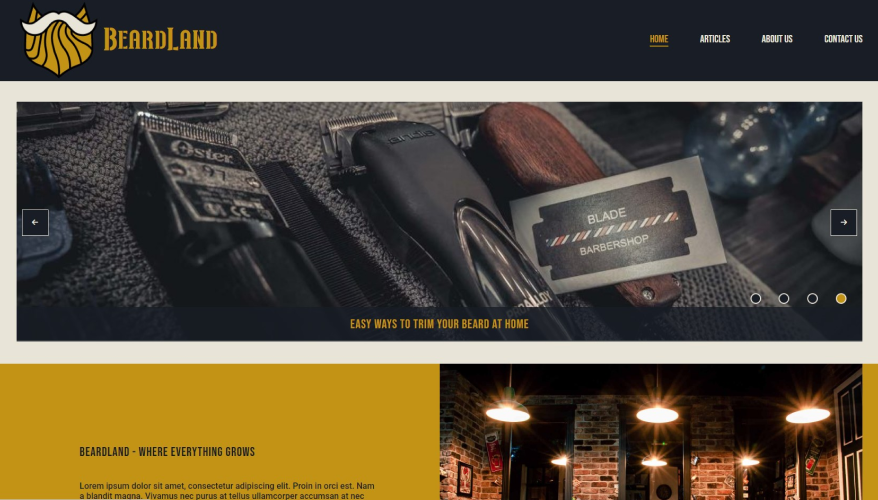 BEARDLAND
HOME
ARTICLES
ABOUT US
CONTACT US
Oster
andis
BLADE
BARBERSHOP
EASY WAYS TO TRIM YOUR BEARD AT HOME
BEARDLAND - WHERE EVERYTHING GROWS
Lorem ipsum dolor sit amet, consectetur adipiscing elit. Proin in orci est. Nam
a blandit magna. Vivamus nec purus at tellus ullamcorper accumsan at nec